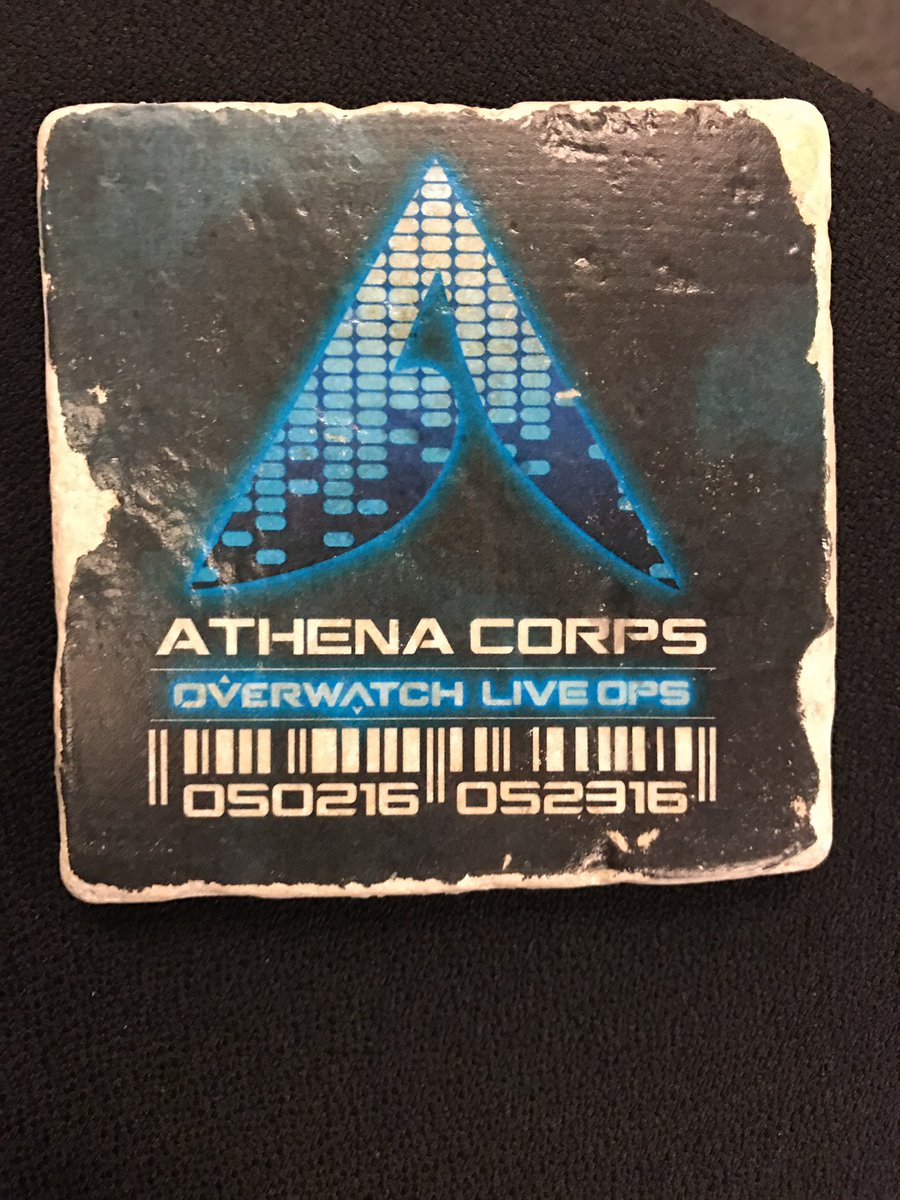 ATHENA CORPS
OVERWATCH LIVE OPS
050216 052316